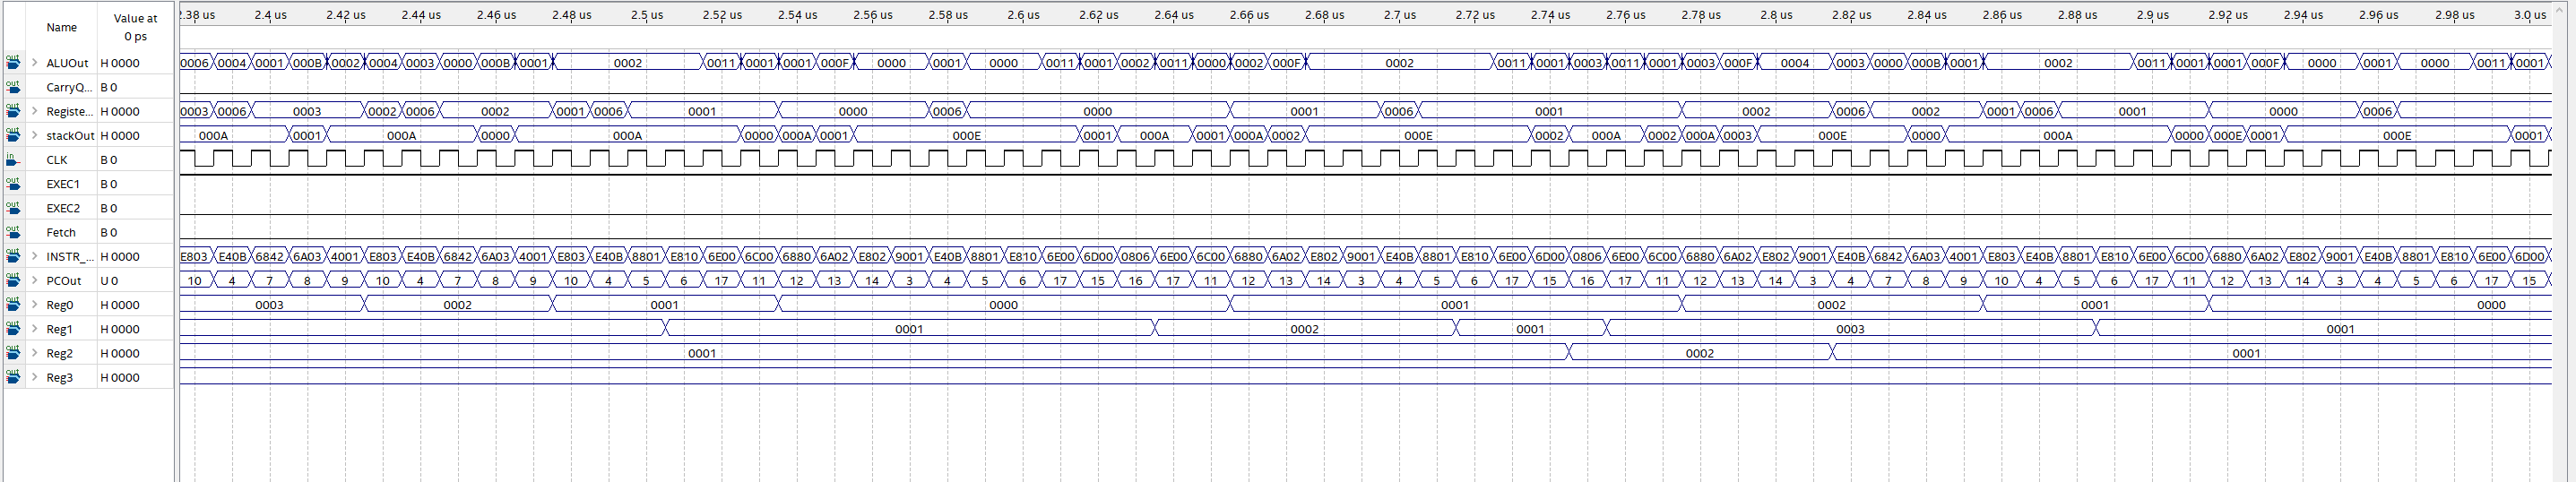 Name Value at 0 ps 2.38 us 2.4 us 2.42 us 2.44 us 2.46 us 2.48 us 2.5 us 2.52 us 2.54 us 2.56 us 2.58 us 2.6 us 2.62 us 2.64 us 2.66 us 2.68 us 2.7 us 2.72 us 2.74 us 2.76 us 2.78 us 2.8 us 2.82 us 2.84 us 2.86 us 2.88 us 2.9 us 2.92 us 2.94 us 2.96 us 2.98 us 3.0 us
out ALUOut H 0000 0006 0004 0001 000B 0002 0004 0003 0000 000B 0001 0002 0011 0001 0001 000F 0000 0001 0000 0011 0001 0002 0011 0000 0002 000F 0002 0011 0001 0003 0011 0001 0003 000F 0004 0003 0000 000B 0001 0002 0011 0001 0001 000F 0000 0001 0000 0011 0001
out CarryQ... B 0
out Registe... H 0000 0003 0006 0003 0002 0006 0002 0001 0006 0001 0000 0006 0000 0001 0006 0001 0002 0006 0002 0001 0006 0001 0000 0006
out stackOut H 0000 000A 0001 000A 0000 000A 0000 000A 0001 000E 0001 000A 0001 000A 0002 000E 0002 000A 0002 000A 0003 000E 0000 000A 0000 000E 0001 000E 0001
in CLK B 0
out EXEC1 B 0
out EXEC2 B 0
out Fetch B 0
out INSTR_... H 0000 E803 E40B 6842 6A03 4001 E803 E40B 6842 6A03 4001 E803 E40B 8801 E810 6E00 6C00 6880 6A02 E802 9001 E40B 8801 E810 6E00 6D00 0806 6E00 6C00 6880 6A02 E802 9001 E40B 8801 E810 6E00 6D00 0806 6E00 6C00 6880 6A02 E802 9001 E40B 6842 6A03 4001 E803 E40B 8801 E810 6E00 6C00 6880 6A02 E802 9001 E40B 8801 E810 6E00 6D00
out PCOut U 0 10 4 7 8 9 10 4 7 8 9 10 4 5 6 17 11 12 13 14 3 4 5 6 17 15 16 17 11 12 13 14 3 4 5 6 17 15 16 17 11 12 13 14 3 4 7 8 9 10 4 5 6 17 11 12 13 14 3 4 5 6 17 15
out Reg0 H 0000 0003 0002 0001 0000 0001 0002 0001 0000
out Reg1 H 0000 0001 0002 0001 0003 0001
out Reg2 H 0000 0001 0002 0001
out Reg3 H 0000